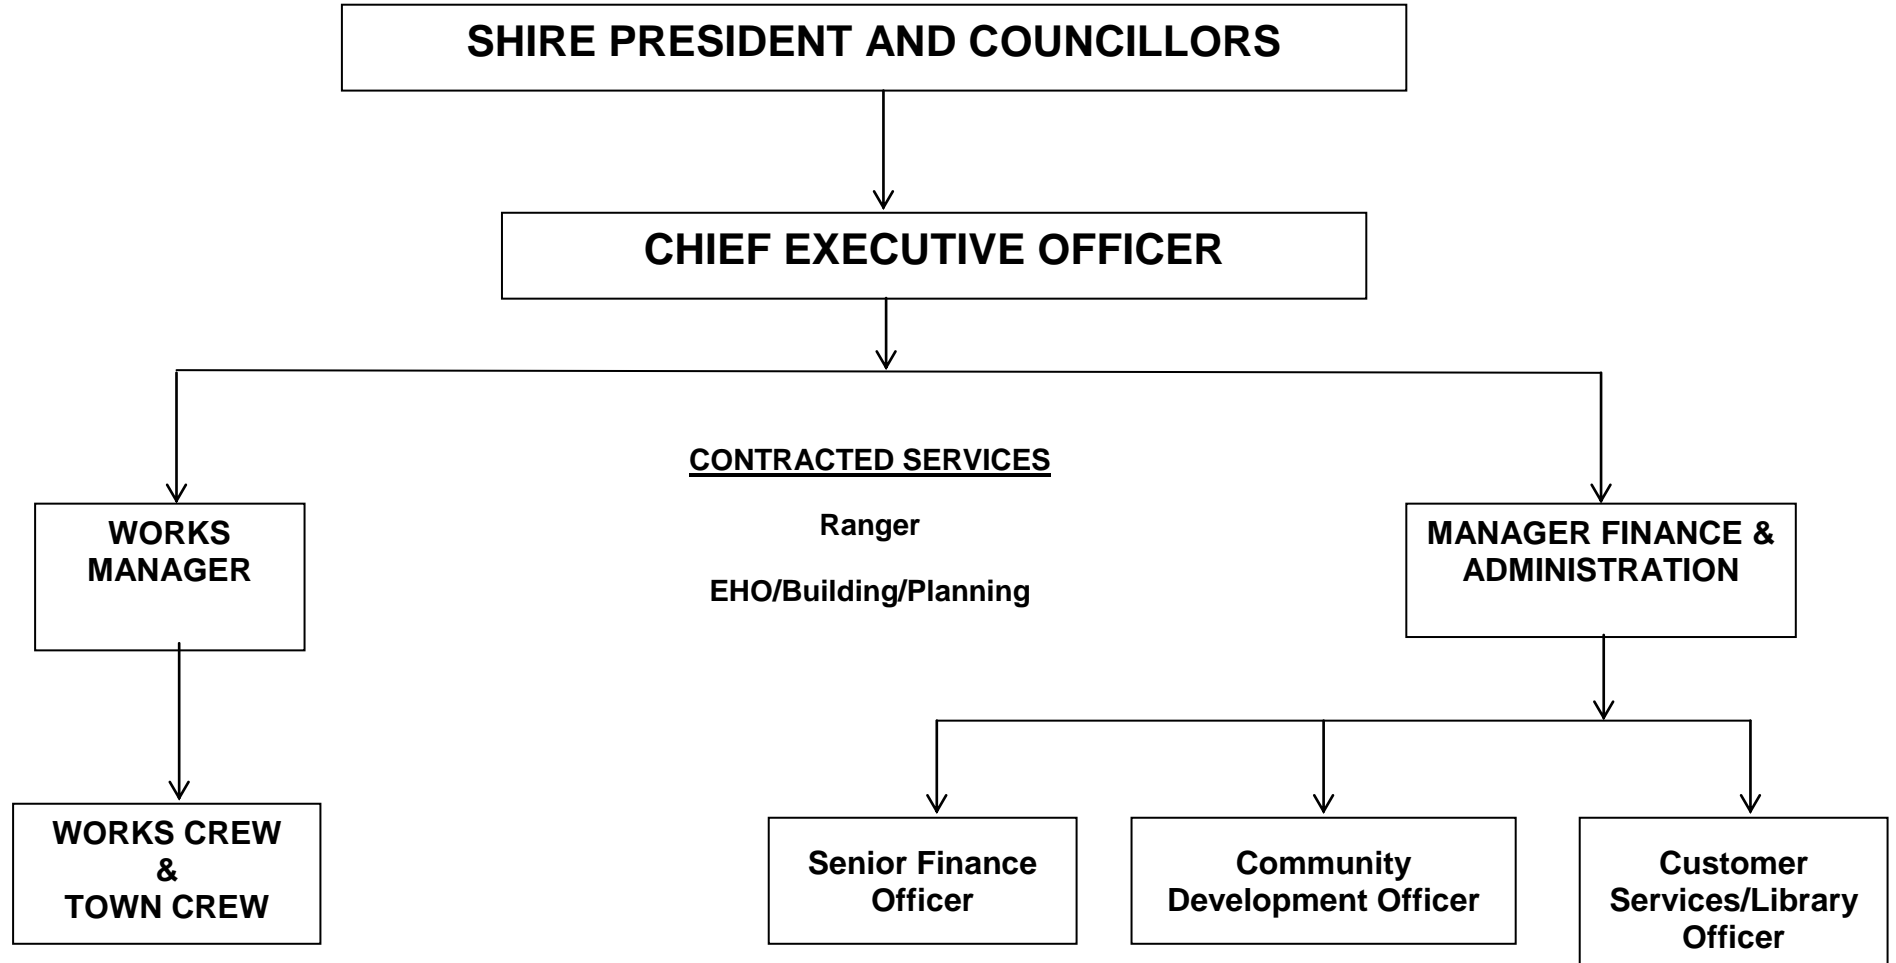 SHIRE PRESIDENT AND COUNCILLORS
CHIEF EXECUTIVE OFFICER
CONTRACTED SERVICES
Ranger
EHO/Building/Planning
WORKS
MANAGER
MANAGER FINANCE &
ADMINISTRATION
WORKS CREW
&
TOWN CREW
Senior Finance
Officer
Community
Development Officer
Customer
Services/Library
Officer